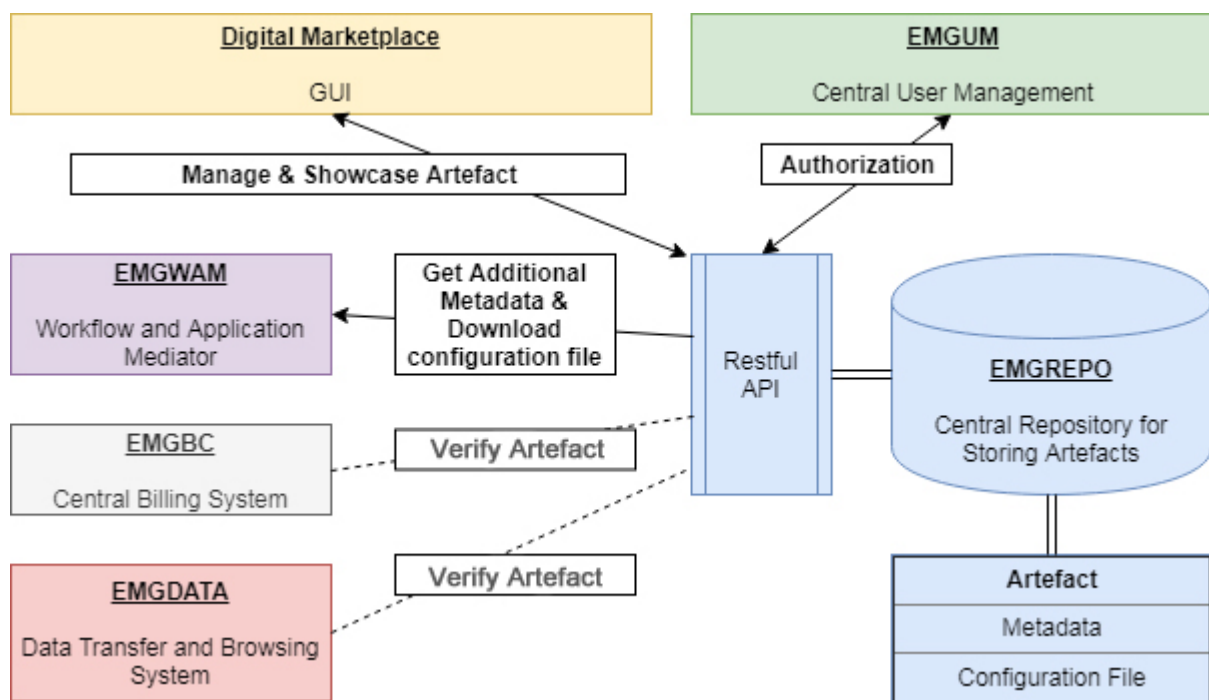 Digital Marketplace
GUI
EMGUM
Central User Management
Manage & Showcase Artefact
Authorization
EMGWAM
Workflow and Application
Mediator
Get Additional
Metadata &
Download
configuration file
Restful
API
EMGREPO
Central Repository for
Storing Artefacts
EMGBC
Central Billing System
Verify Artefact
EMGDATA
Data Transfer and Browsing
System
Verify Artefact
Artefact
Metadata
Configuration File